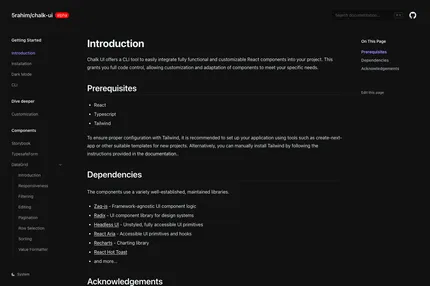 5rahim/chalk-ui alpha
Search documentation...
Getting Started
Introduction
Installation
Dark Mode
CLI
Dive deeper
Customization
Components
Storybook
TypesafeForm
DataGrid
Introduction
Responsiveness
Filtering
Editing
Pagination
Row Selection
Sorting
Value Formatter
System
Introduction
Chalk UI offers a CLI tool to easily integrate fully functional and customizable React components into your project. This
grants you full code control, allowing customization and adaptation of components to meet your specific needs.
Prerequisites
• React
• Typescript
• Tailwind
To ensure proper configuration with Tailwind, it is recommended to set up your application using tools such as create-next-
app or other suitable templates for new projects. Alternatively, you can manually install Tailwind by following the
instructions provided in the documentation.
Dependencies
The components use a variety well-established, maintained libraries.
• Zag-js - Framework-agnostic UI component logic
• Radix - UI component library for design systems
• Headless UI - Unstyled, fully accessible UI primitives
• React Aria - Accessible UI primitives and hooks
• Recharts - Charting library
• React Hot Toast
• and more...
Acknowledgements
On This Page
Prerequisites
Dependencies
Acknowledgements
Edit this page